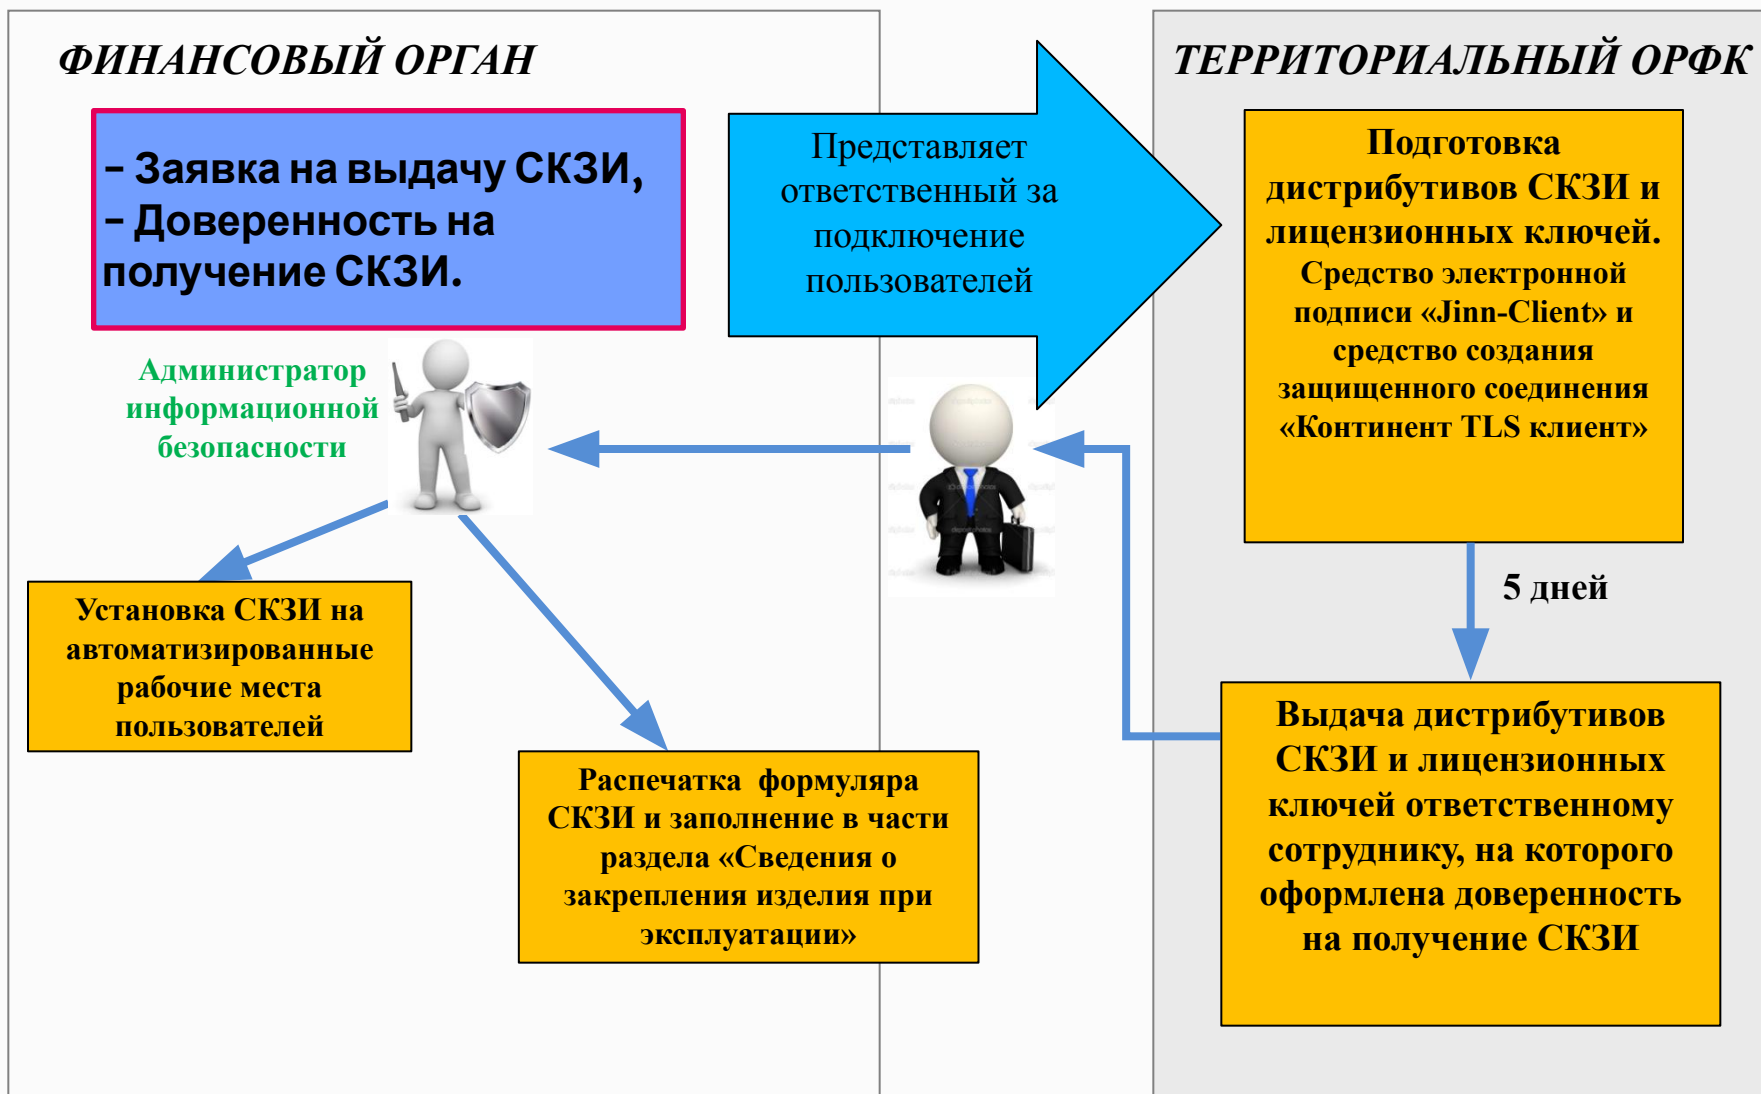 ФИНАНСОВЫЙ ОРГАН
– Заявка на выдачу СКЗИ,
– Доверенность на
получение СКЗИ.
Представляет
ответственный за
подключение
пользователей
ТЕРРИТОРИАЛЬНЫЙ ОРФК
Подготовка
дистрибутивов СКЗИ и
лицензионных ключей.
Средство электронной
подписи «Jinn-Client» и
средство создания
защищенного соединения
«Континент TLS клиент»
Администратор
информационной
безопасности
5 дней
Установка СКЗИ на
автоматизированные
рабочие места
пользователей
Распечатка формуляра
СКЗИ и заполнение в части
раздела «Сведения о
закрепления изделия при
эксплуатации»
Выдача дистрибутивов
СКЗИ и лицензионных
ключей ответственному
сотруднику, на которого
оформлена доверенность
на получение СКЗИ